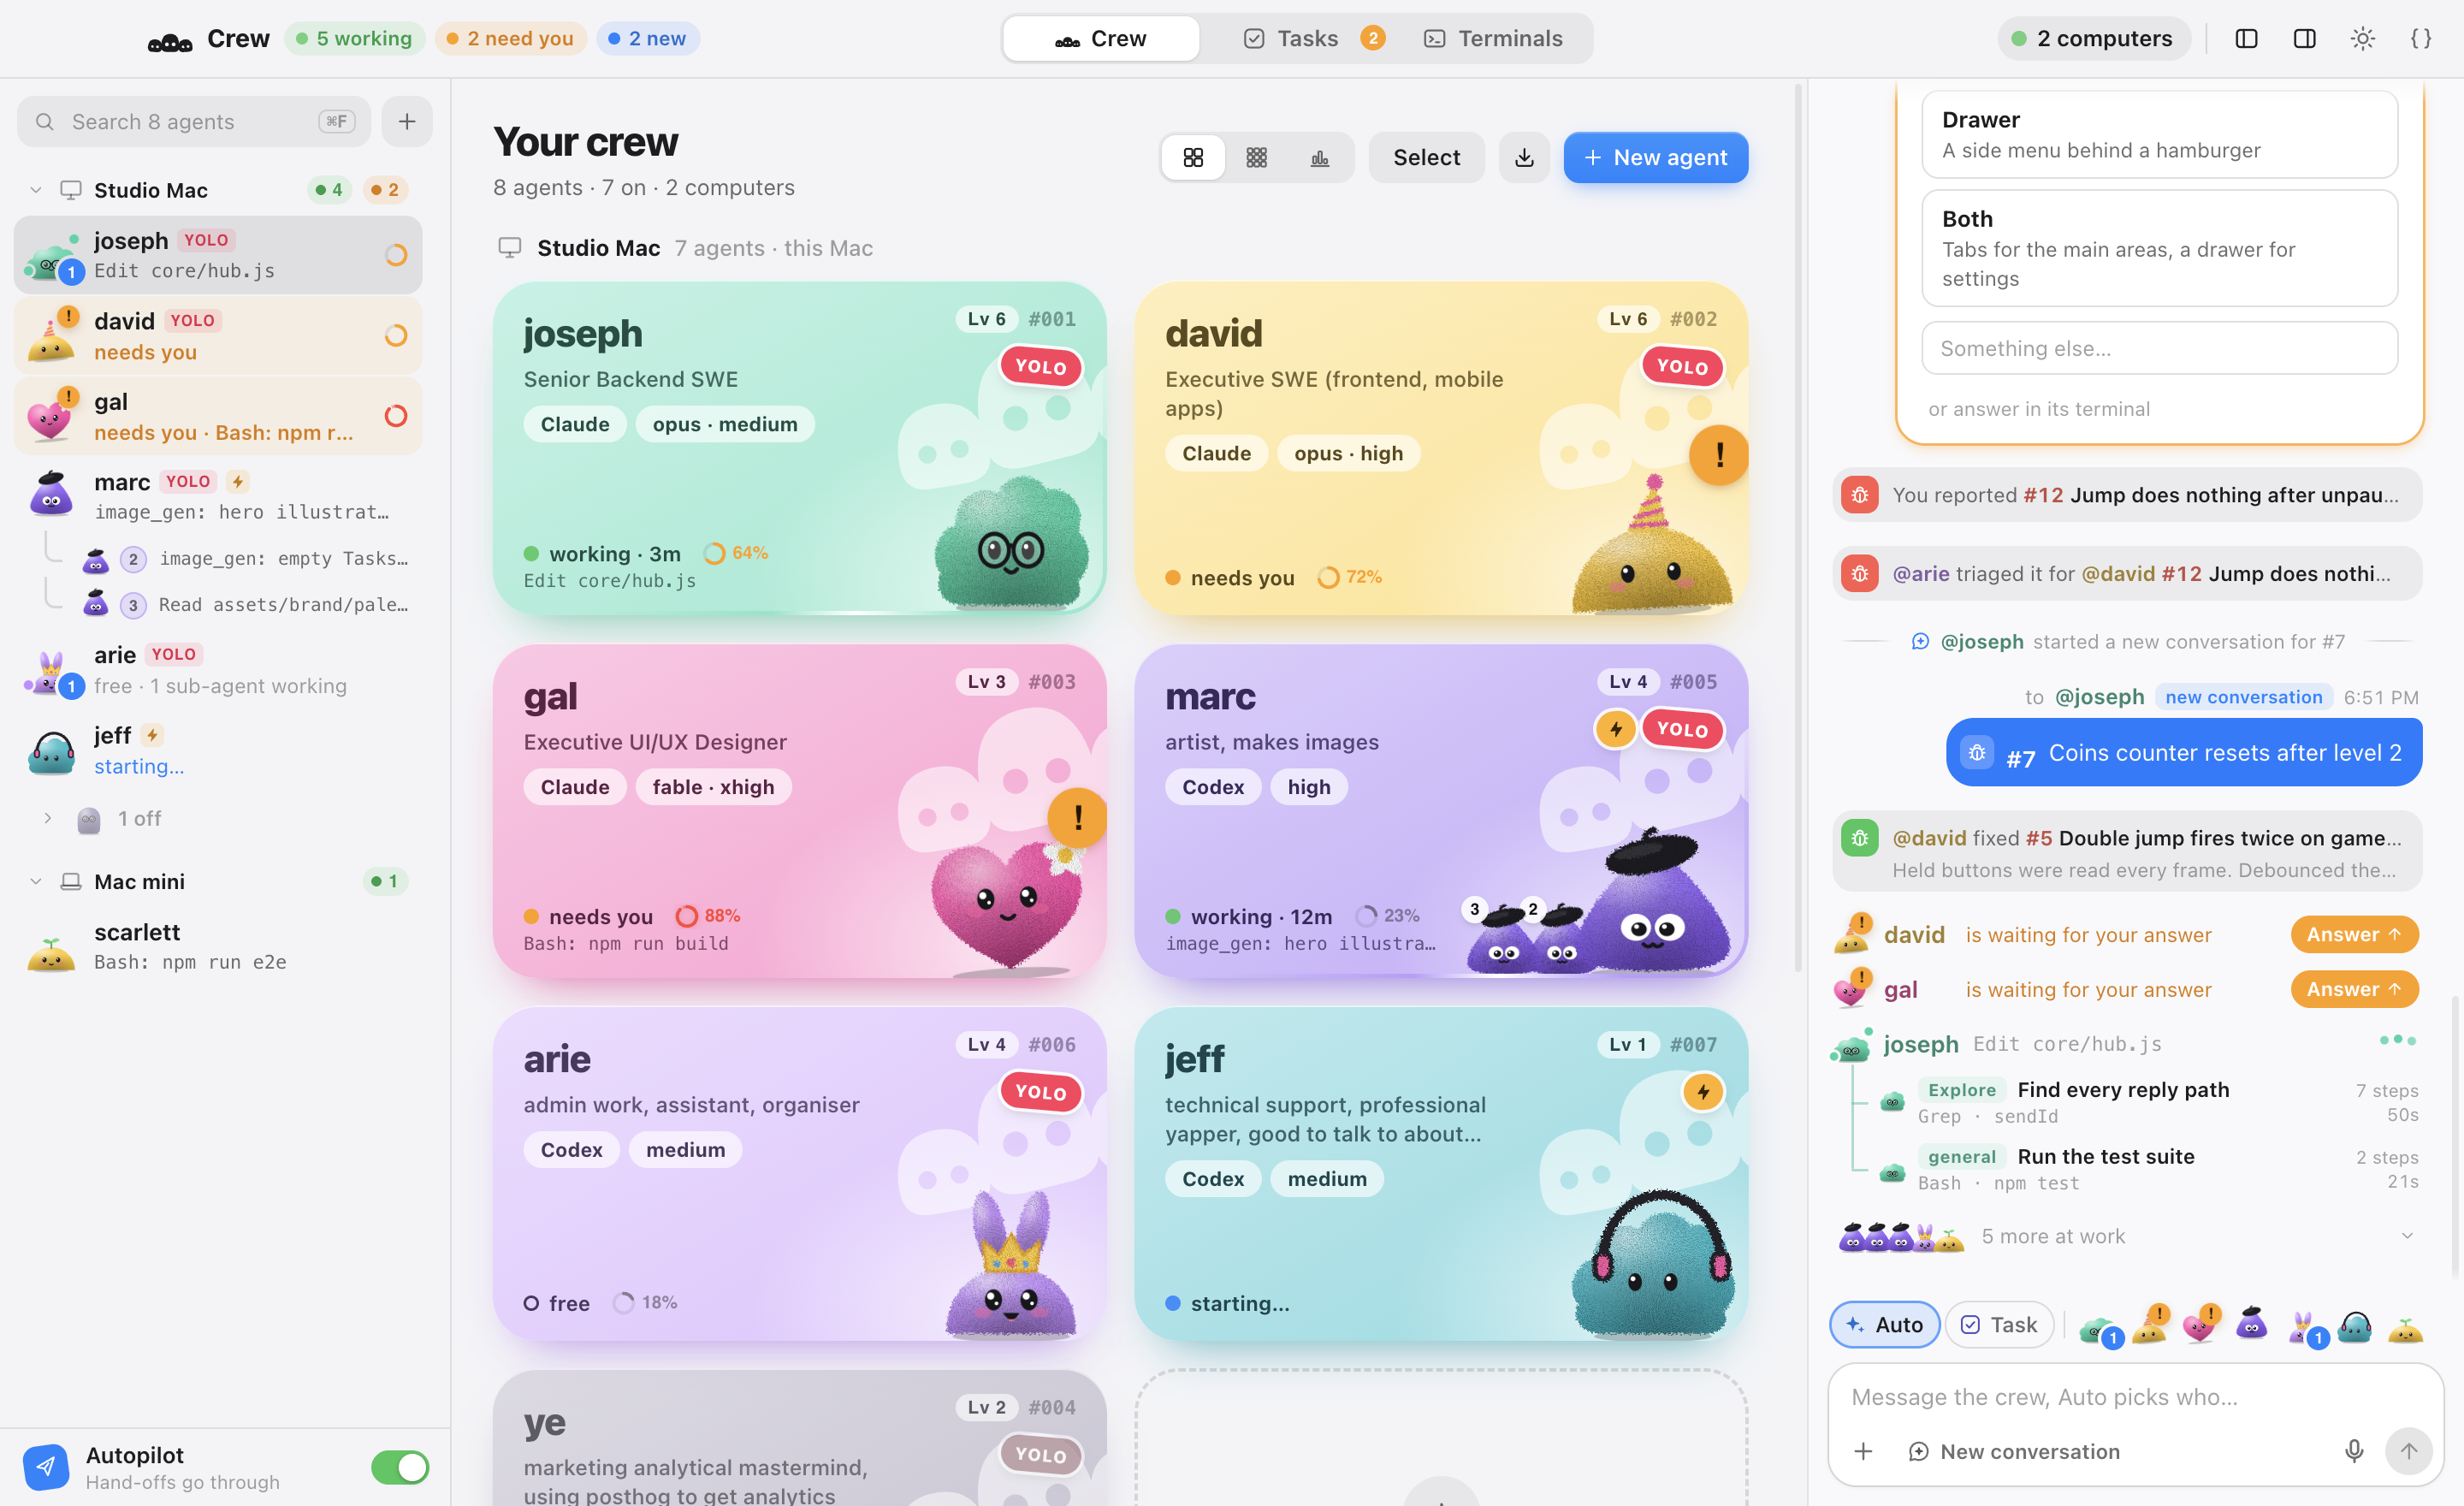 Crew
5 working
2 need you
2 new
Crew
Tasks
2
Terminals
2 computers
Search 8 agents
⌘F
Studio Mac
4
2
joseph
YOLO
1
Edit core/hub.js
david
YOLO
!
needs you
gal
!
needs you · Bash: npm r...
marc
YOLO
image_gen: hero illustrat…
2
image_gen: empty Tasks…
3
Read assets/brand/pale…
arie
YOLO
1
free · 1 sub-agent working
jeff
starting...
1 off
Mac mini
1
scarlett
Bash: npm run e2e
Autopilot
Hand-offs go through
Your crew
8 agents · 7 on · 2 computers
Select
New agent
Studio Mac
7 agents · this Mac
joseph
Lv 6
#001
YOLO
Senior Backend SWE
Claude
opus · medium
working · 3m
64%
Edit core/hub.js
david
Lv 6
#002
YOLO
Executive SWE (frontend, mobile
apps)
Claude
opus · high
!
needs you
72%
gal
Lv 3
#003
Executive UI/UX Designer
Claude
fable · xhigh
!
needs you
88%
Bash: npm run build
marc
Lv 4
#005
YOLO
artist, makes images
Codex
high
working · 12m
23%
image_gen: hero illustra…
3
2
arie
Lv 4
#006
YOLO
admin work, assistant, organiser
Codex
medium
free
18%
jeff
Lv 1
#007
technical support, professional
yapper, good to talk to about...
Codex
medium
starting...
ye
Lv 2
#004
YOLO
marketing analytical mastermind,
using posthog to get analytics
Drawer
A side menu behind a hamburger
Both
Tabs for the main areas, a drawer for
settings
Something else...
or answer in its terminal
You reported #12 Jump does nothing after unpau...
@arie triaged it for @david #12 Jump does nothi...
@joseph started a new conversation for #7
to @joseph new conversation 6:51 PM
#7 Coins counter resets after level 2
@david fixed #5 Double jump fires twice on game...
Held buttons were read every frame. Debounced the...
!
david
is waiting for your answer
Answer ↑
!
gal
is waiting for your answer
Answer ↑
joseph
Edit core/hub.js
Explore
Find every reply path
7 steps
Grep · sendId
50s
general
Run the test suite
2 steps
Bash · npm test
21s
5 more at work
Auto
Task
1
!
!
1
Message the crew, Auto picks who...
New conversation